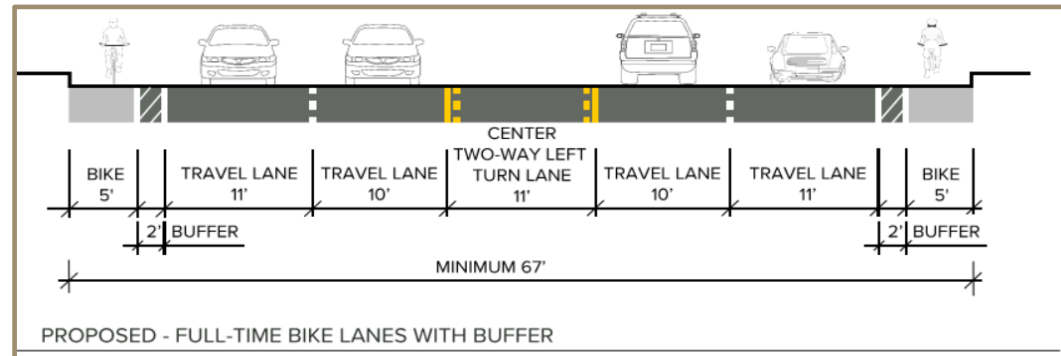 CENTER
TWO-WAY LEFT
TURN LANE
11'
BIKE
5'
TRAVEL LANE
11'
TRAVEL LANE
10'
TRAVEL LANE
10'
TRAVEL LANE
11'
BIKE
5'
2' BUFFER
2' BUFFER
MINIMUM 67'
PROPOSED - FULL-TIME BIKE LANES WITH BUFFER